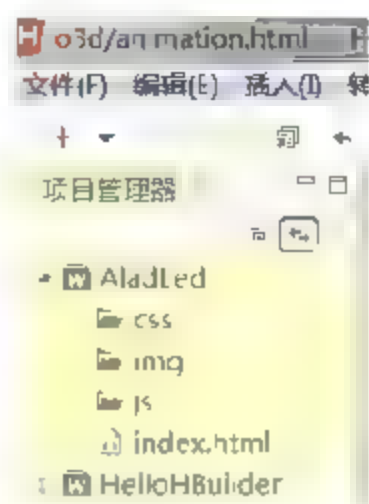 H o3d/animation.html H
文件(F) 编辑(E) 插入(I) 转
项目管理器
W AladLed
css
img
js
index.html
W HelloHBuilder